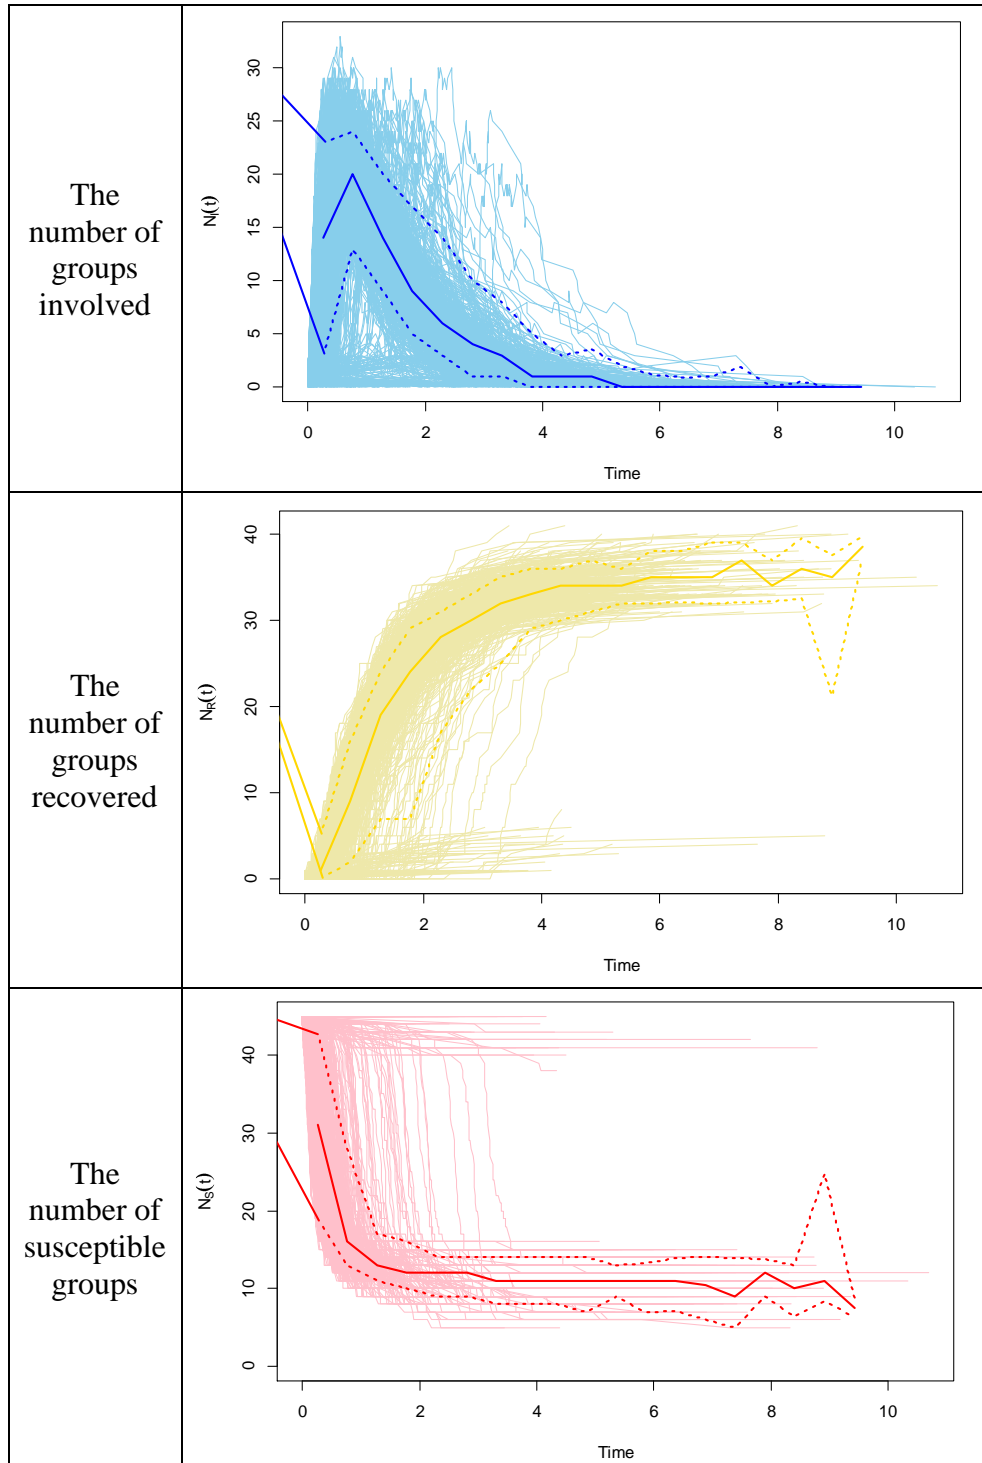 The
number of
groups
involved
N_I(t)
30
25
20
15
10
5
0
0 2 4 6 8 10
Time
The
number of
groups
recovered
N_R(t)
40
30
20
10
0
0 2 4 6 8 10
Time
The
number of
susceptible
groups
N_S(t)
40
30
20
10
0
0 2 4 6 8 10
Time